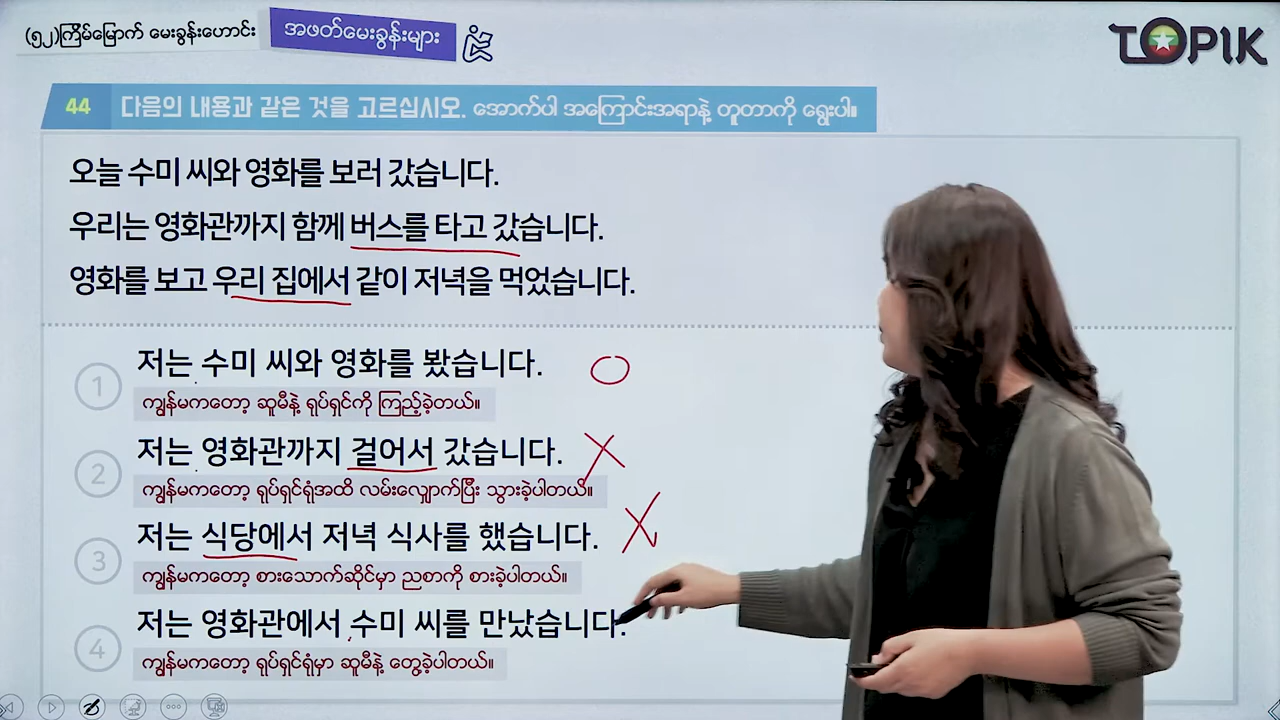 (၅၂)ကြိမ်မြောက် မေးခွန်းဟောင်း
အဖတ်မေးခွန်းများ
TOPIK
44 다음의 내용과 같은 것을 고르십시오. အောက်ပါ အကြောင်းအရာနဲ့ တူတာကို ရွေးပါ။
오늘 수미 씨와 영화를 보러 갔습니다.
우리는 영화관까지 함께 버스를 타고 갔습니다.
영화를 보고 우리 집에서 같이 저녁을 먹었습니다.
1 저는 수미 씨와 영화를 봤습니다.
ကျွန်မကတော့ ဆူမီနဲ့ ရုပ်ရှင်ကို ကြည့်ခဲ့တယ်။
2 저는 영화관까지 걸어서 갔습니다.
ကျွန်မကတော့ ရုပ်ရှင်ရုံအထိ လမ်းလျှောက်ပြီး သွားခဲ့ပါတယ်။
3 저는 식당에서 저녁 식사를 했습니다.
ကျွန်မကတော့ စားသောက်ဆိုင်မှာ ညစာကို စားခဲ့ပါတယ်။
4 저는 영화관에서 수미 씨를 만났습니다.
ကျွန်မကတော့ ရုပ်ရှင်ရုံမှာ ဆူမီနဲ့ တွေ့ခဲ့ပါတယ်။